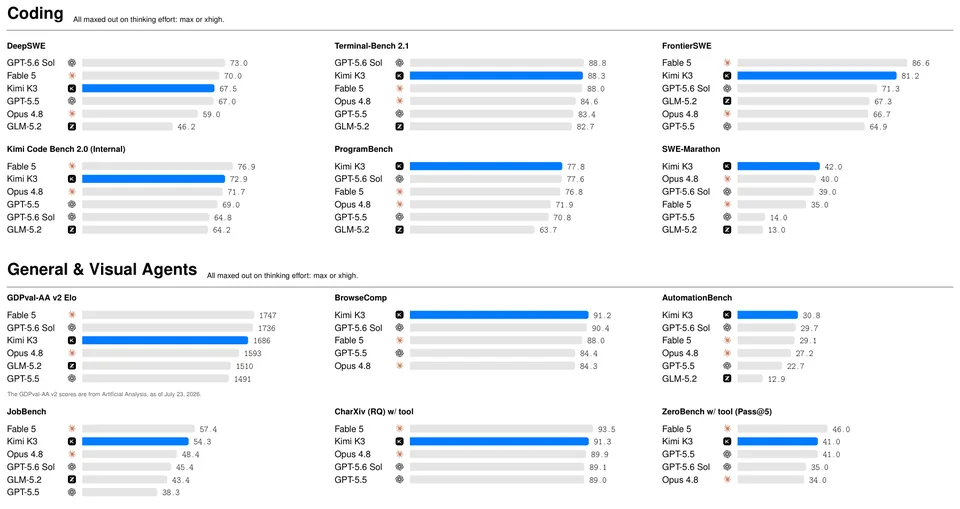 Coding All maxed out on thinking effort: max or xhigh.
DeepSWE
GPT-5.6 Sol 73.0
Fable 5 70.0
Kimi K3 67.5
GPT-5.5 67.0
Opus 4.8 59.0
GLM-5.2 46.2
Terminal-Bench 2.1
GPT-5.6 Sol 88.8
Kimi K3 88.3
Fable 5 88.0
Opus 4.8 84.6
GPT-5.5 83.4
GLM-5.2 82.7
FrontierSWE
Fable 5 86.6
Kimi K3 81.2
GPT-5.6 Sol 71.3
GLM-5.2 67.3
Opus 4.8 66.7
GPT-5.5 64.9
Kimi Code Bench 2.0 (Internal)
Fable 5 76.9
Kimi K3 72.9
Opus 4.8 71.7
GPT-5.5 69.0
GPT-5.6 Sol 64.8
GLM-5.2 64.2
ProgramBench
Kimi K3 77.8
GPT-5.6 Sol 77.6
Fable 5 76.8
Opus 4.8 71.9
GPT-5.5 70.8
GLM-5.2 63.7
SWE-Marathon
Kimi K3 42.0
Opus 4.8 40.0
GPT-5.6 Sol 39.0
Fable 5 35.0
GPT-5.5 14.0
GLM-5.2 13.0
General & Visual Agents All maxed out on thinking effort: max or xhigh.
GDPval-AA v2 Elo
Fable 5 1747
GPT-5.6 Sol 1736
Kimi K3 1686
Opus 4.8 1593
GLM-5.2 1510
GPT-5.5 1491
The GDPval-AA v2 scores are from Artificial Analysis, as of July 23, 2026.
BrowseComp
Kimi K3 91.2
GPT-5.6 Sol 90.4
Fable 5 88.0
GPT-5.5 84.4
Opus 4.8 84.3
AutomationBench
Kimi K3 30.8
GPT-5.6 Sol 29.7
Fable 5 29.1
Opus 4.8 27.2
GPT-5.5 22.7
GLM-5.2 12.9
JobBench
Fable 5 57.4
Kimi K3 54.3
Opus 4.8 48.4
GPT-5.6 Sol 45.4
GLM-5.2 43.4
GPT-5.5 38.3
CharXiv (RQ) w/ tool
Fable 5 93.5
Kimi K3 91.3
Opus 4.8 89.9
GPT-5.6 Sol 89.1
GPT-5.5 89.0
ZeroBench w/ tool (Pass@5)
Fable 5 46.0
Kimi K3 41.0
GPT-5.5 41.0
GPT-5.6 Sol 35.0
Opus 4.8 34.0